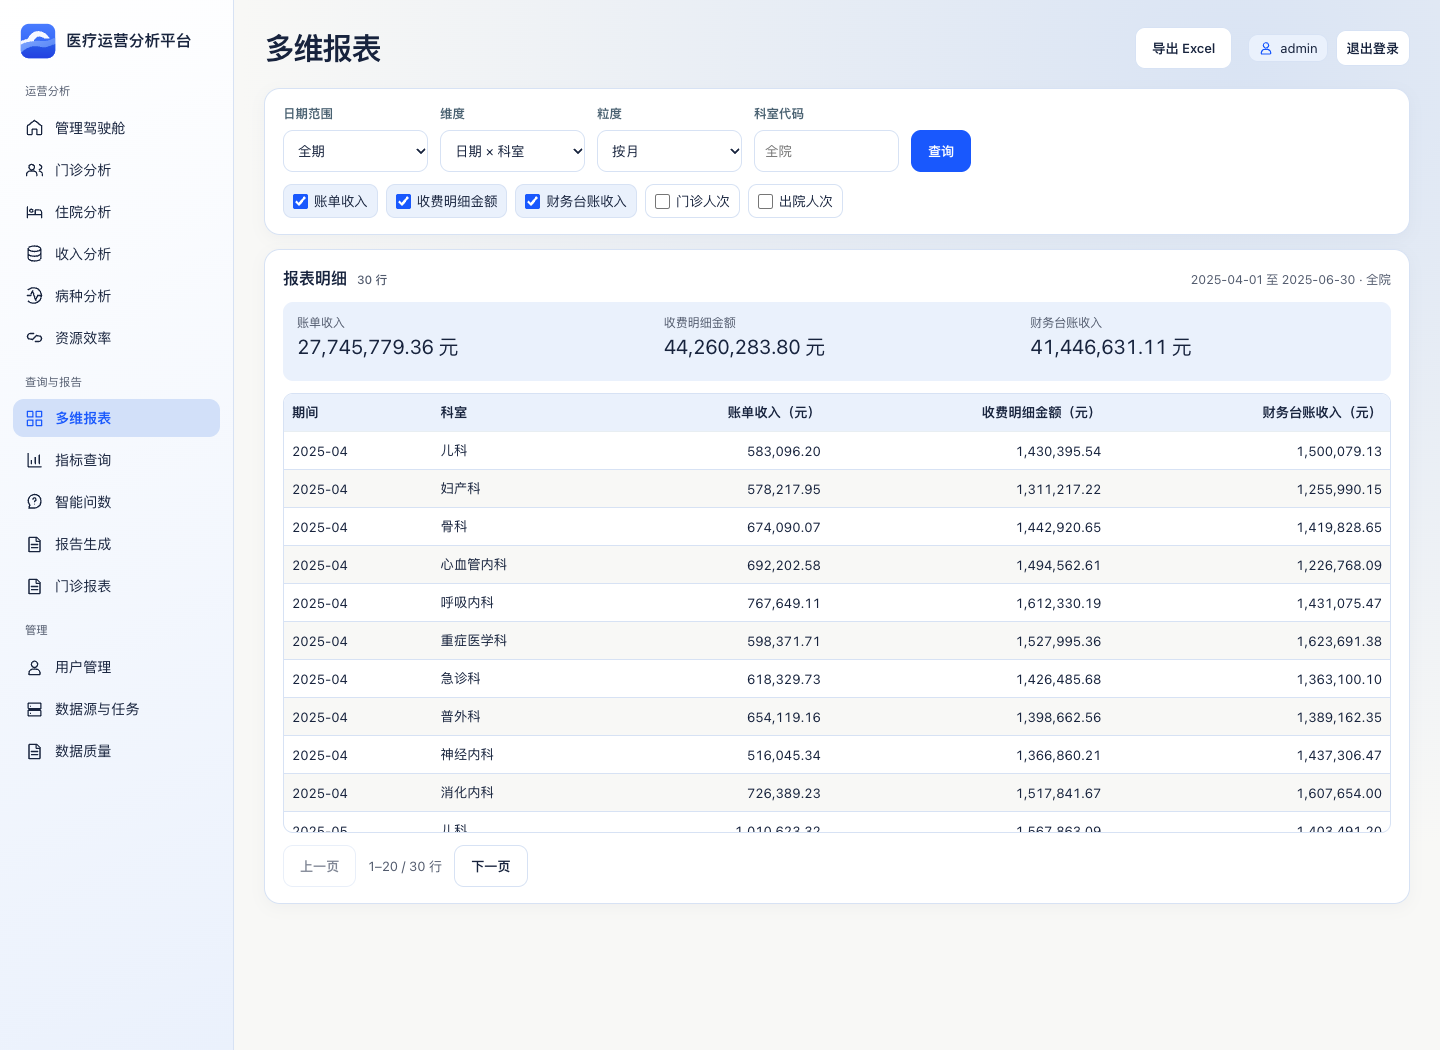 医疗运营分析平台
运营分析
管理驾驶舱
门诊分析
住院分析
收入分析
病种分析
资源效率
查询与报告
多维报表
指标查询
智能问数
报告生成
门诊报表
管理
用户管理
数据源与任务
数据质量
多维报表
导出 Excel
admin
退出登录
日期范围 维度 粒度 科室代码
全期 日期 × 科室 按月 全院 查询
账单收入 收费明细金额 财务台账收入 门诊人次 出院人次
报表明细 30 行
2025-04-01 至 2025-06-30 · 全院
账单收入 收费明细金额 财务台账收入
27,745,779.36 元 44,260,283.80 元 41,446,631.11 元
期间 科室 账单收入（元） 收费明细金额（元） 财务台账收入（元）
2025-04 儿科 583,096.20 1,430,395.54 1,500,079.13
2025-04 妇产科 578,217.95 1,311,217.22 1,255,990.15
2025-04 骨科 674,090.07 1,442,920.65 1,419,828.65
2025-04 心血管内科 692,202.58 1,494,562.61 1,226,768.09
2025-04 呼吸内科 767,649.11 1,612,330.19 1,431,075.47
2025-04 重症医学科 598,371.71 1,527,995.36 1,623,691.38
2025-04 急诊科 618,329.73 1,426,485.68 1,363,100.10
2025-04 普外科 654,119.16 1,398,662.56 1,389,162.35
2025-04 神经内科 516,045.34 1,366,860.21 1,437,306.47
2025-04 消化内科 726,389.23 1,517,841.67 1,607,654.00
2025-05 儿科 1,010,623.32 1,567,863.09 1,403,491.20
上一页 1–20 / 30 行 下一页